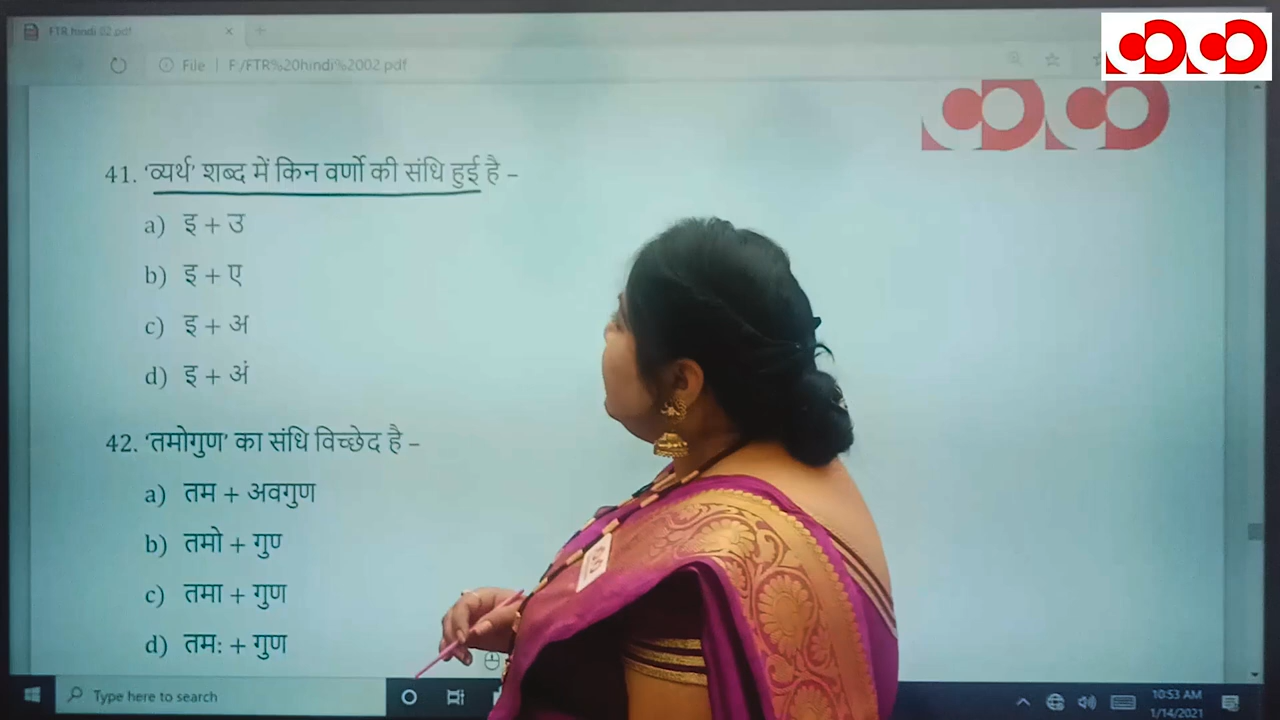 FTR hindi 02.pdf
File | F:/FTR%20hindi%2002.pdf
41. 'व्यर्थ' शब्द में किन वर्णो की संधि हुई है –
a) इ + उ
b) इ + ए
c) इ + अ
d) इ + अं
42. 'तमोगुण' का संधि विच्छेद है –
a) तम + अवगुण
b) तमो + गुण
c) तमा + गुण
d) तम: + गुण
Type here to search
10:53 AM
1/14/2021